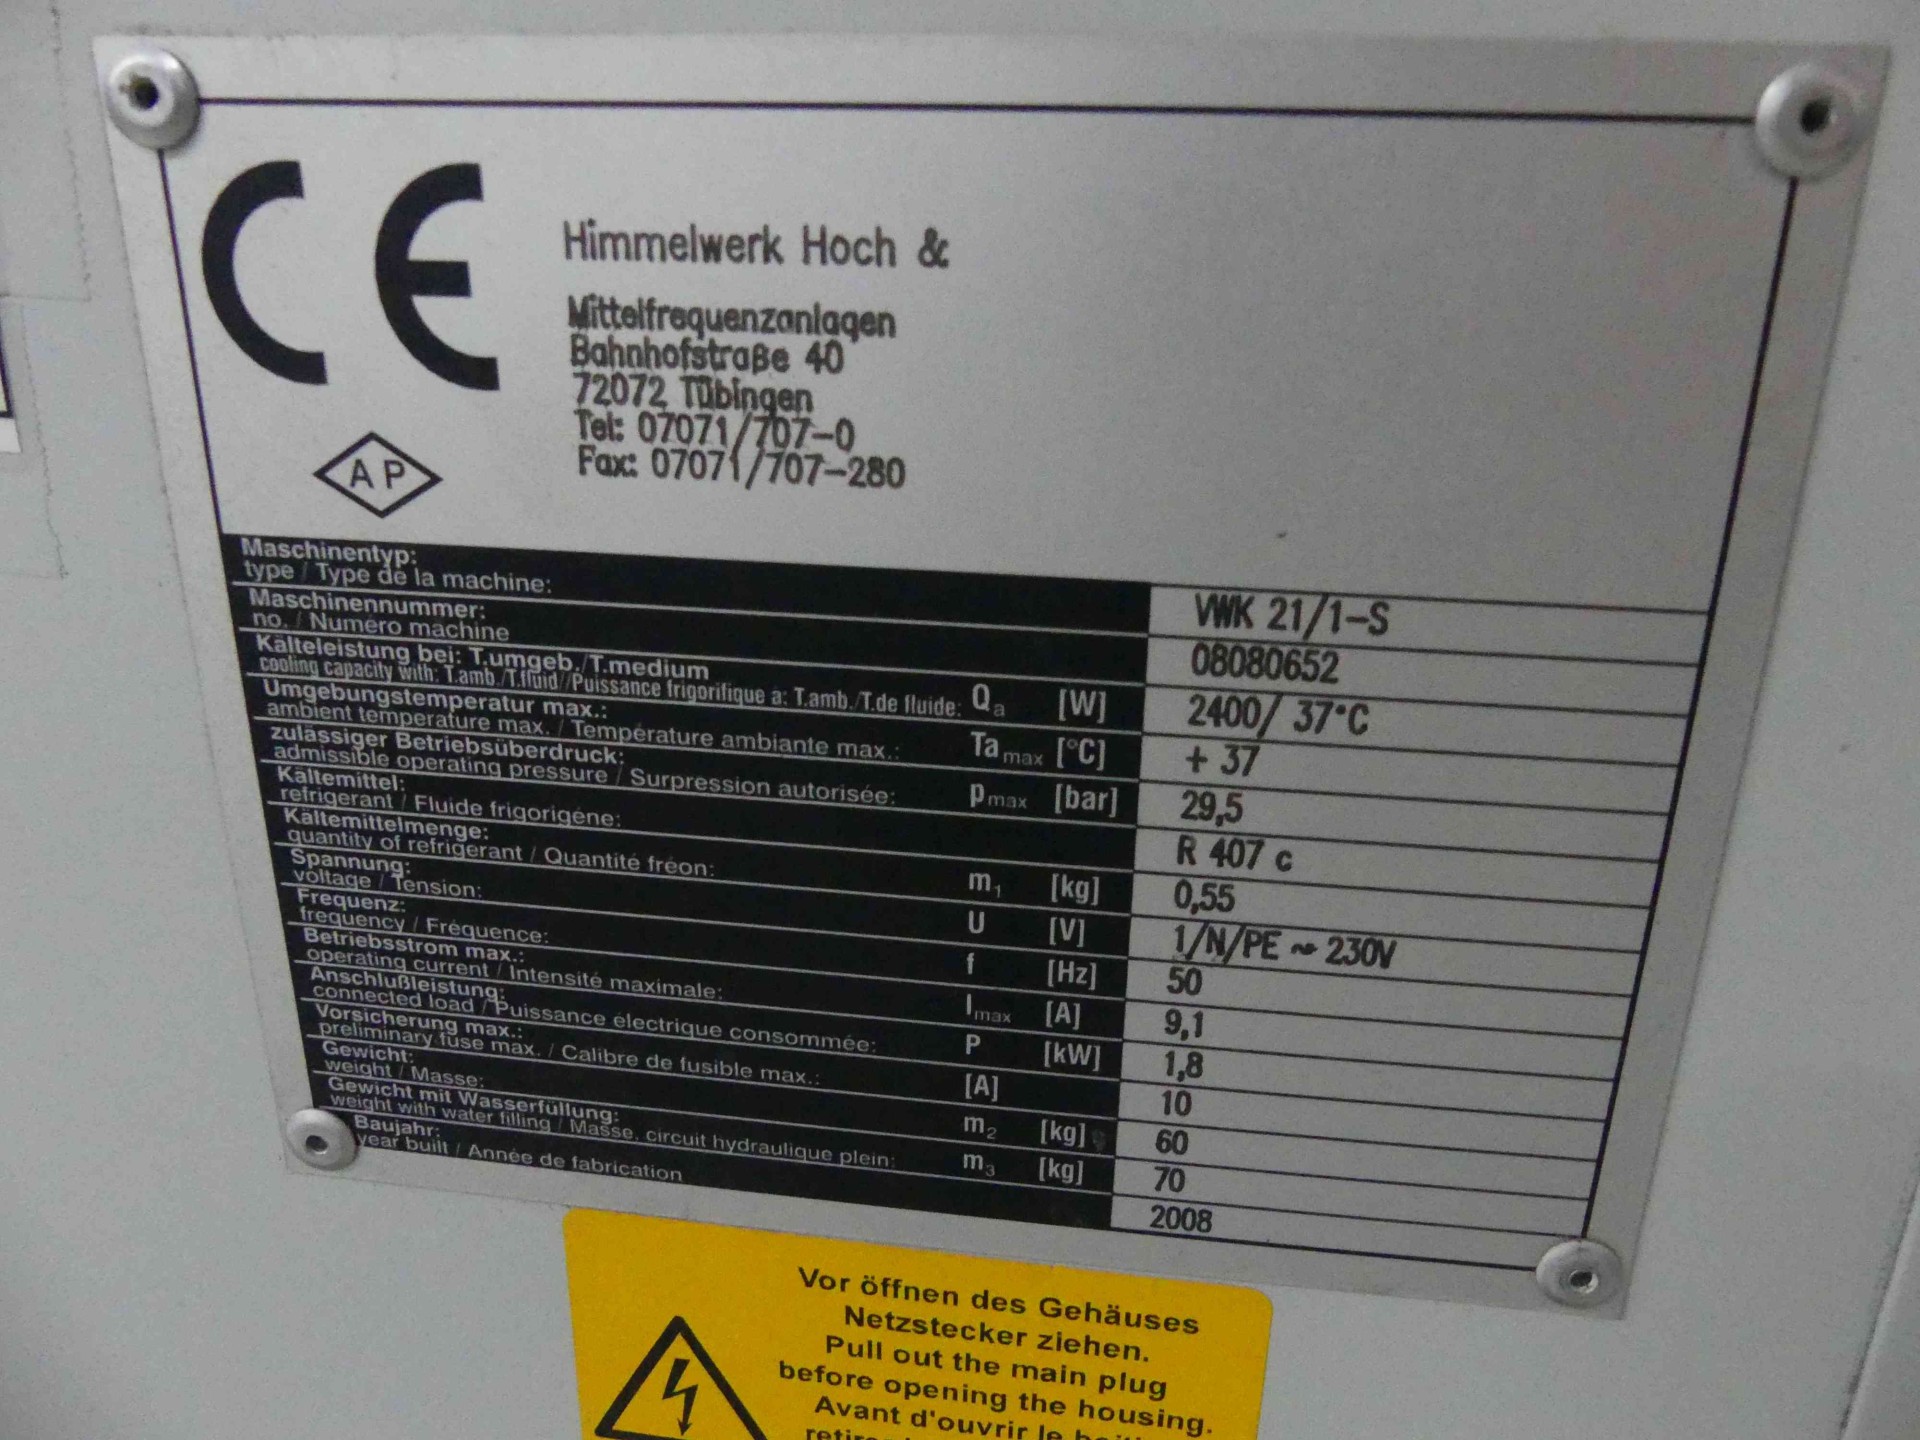 CE
Himmelwerk Hoch &
Mittelfrequenzanlagen
Bahnhofstraße 40
72072 Tübingen
Tel: 07071/707-0
Fax: 07071/707-280
AP
Maschinentyp:
type / Type de la machine: VWK 21/1-S
Maschinennummer:
no. / Numéro machine 08080652
Kälteleistung bei: T.umgeb./T.medium
cooling capacity with: T.amb./T.fluid//Puissance frigorifique à: T.amb./T.de fluide: Qa [W] 2400/ 37°C
Umgebungstemperatur max.:
ambient temperature max. / Température ambiante max.: Ta max [°C] + 37
zulässiger Betriebsüberdruck:
admissible operating pressure / Surpression autorisée: pmax [bar] 29,5
Kältemittel:
refrigerant / Fluide frigorigéne: R 407 c
Kältemittelmenge:
quantity of refrigerant / Quantité fréon: m1 [kg] 0,55
Spannung:
voltage / Tension: U [V] 1/N/PE ~ 230V
Frequenz:
frequency / Fréquence: f [Hz] 50
Betriebsstrom max.:
operating current / Intensité maximale: Imax [A] 9,1
Anschlußleistung:
connected load / Puissance électrique consommée: P [kW] 1,8
Vorsicherung max.:
preliminary fuse max. / Calibre de fusible max.: [A] 10
Gewicht:
weight / Masse: m2 [kg] 60
Gewicht mit Wasserfüllung:
weight with water filling / Masse, circuit hydraulique plein: m3 [kg] 70
Baujahr:
year built / Année de fabrication 2008
Vor öffnen des Gehäuses
Netzstecker ziehen.
Pull out the main plug
before opening the housing.
Avant d'ouvrir le